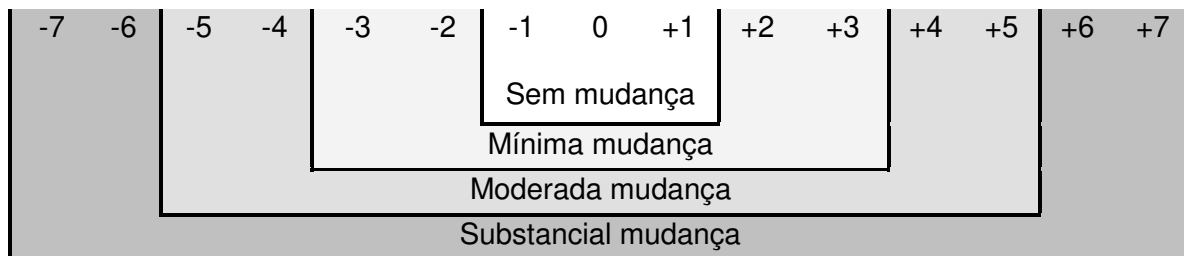 -7 -6 -5 -4 -3 -2 -1 0 +1 +2 +3 +4 +5 +6 +7
Sem mudança
Mínima mudança
Moderada mudança
Substancial mudança